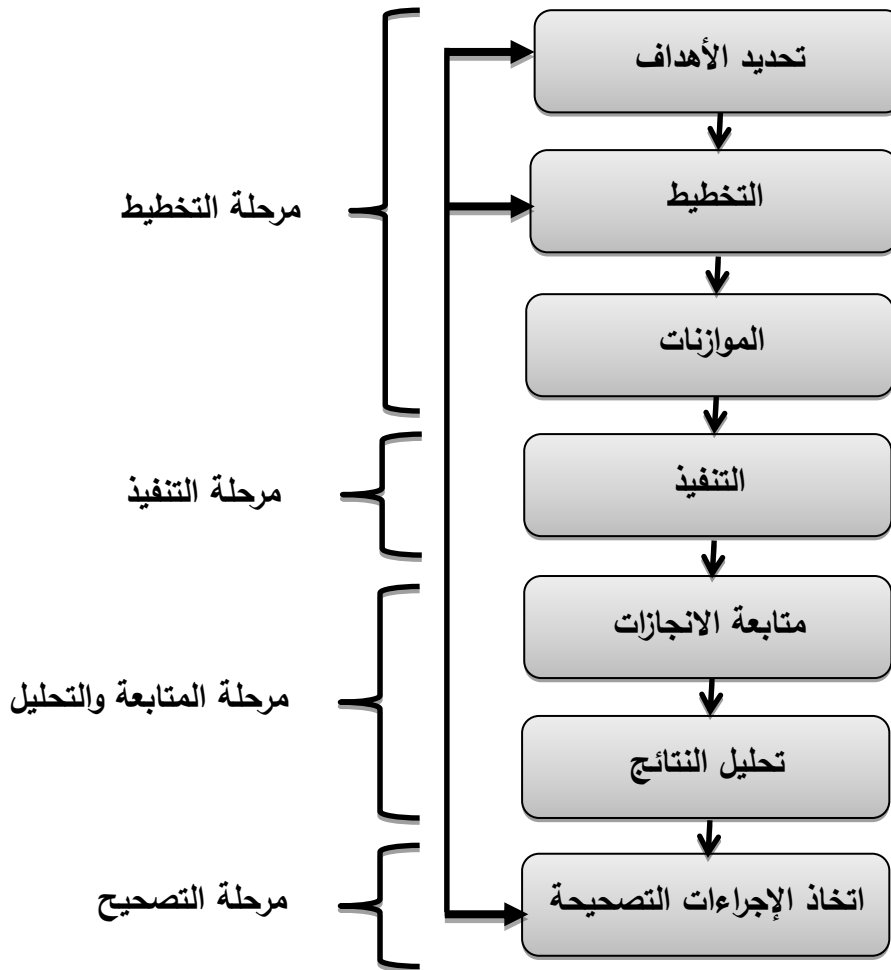 تحديد الأهداف
التخطيط
مرحلة التخطيط
الموازنات
التنفيذ
مرحلة التنفيذ
متابعة الانجازات
مرحلة المتابعة والتحليل
تحليل النتائج
اتخاذ الإجراءات التصحيحة
مرحلة التصحيح